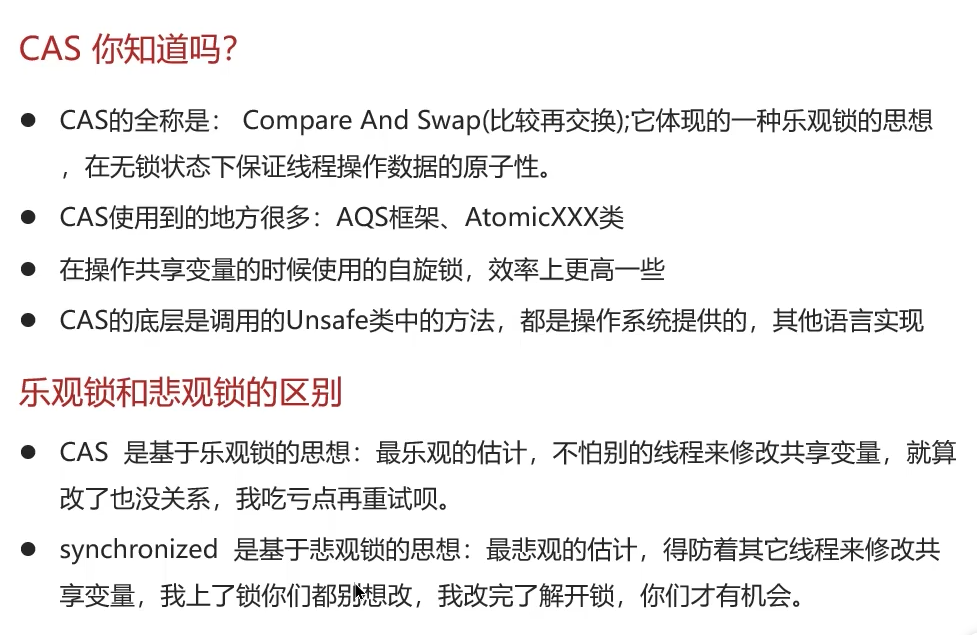 CAS 你知道吗？
● CAS的全称是： Compare And Swap(比较再交换);它体现的一种乐观锁的思想
，在无锁状态下保证线程操作数据的原子性。
● CAS使用到的地方很多：AQS框架、AtomicXXX类
● 在操作共享变量的时候使用的自旋锁，效率上更高一些
● CAS的底层是调用的Unsafe类中的方法，都是操作系统提供的，其他语言实现
乐观锁和悲观锁的区别
● CAS 是基于乐观锁的思想：最乐观的估计，不怕别的线程来修改共享变量，就算
改了也没关系，我吃亏点再重试呗。
● synchronized 是基于悲观锁的思想：最悲观的估计，得防着其它线程来修改共
享变量，我上了锁你们都别想改，我改完了解开锁，你们才有机会。